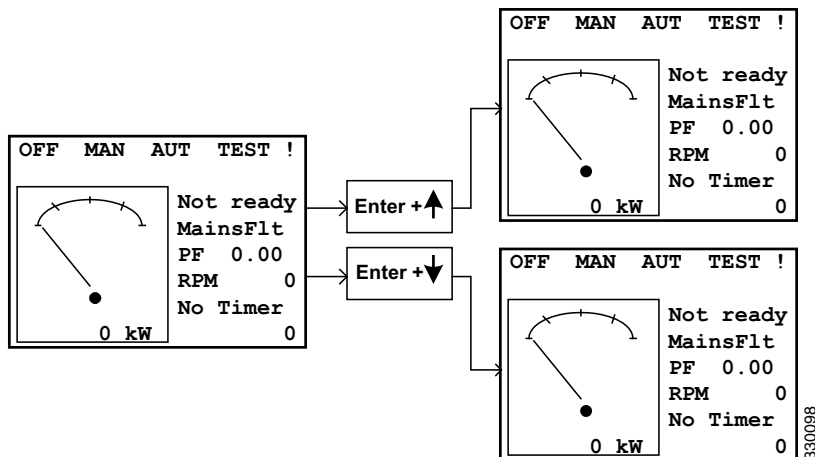 OFF MAN AUT TEST !
Not ready
MainsFlt
PF 0.00
RPM 0
No Timer
0 kW 0
Enter +
Enter +
OFF MAN AUT TEST !
Not ready
MainsFlt
PF 0.00
RPM 0
No Timer
0 kW 0
OFF MAN AUT TEST !
Not ready
MainsFlt
PF 0.00
RPM 0
No Timer
0 kW 0
330098